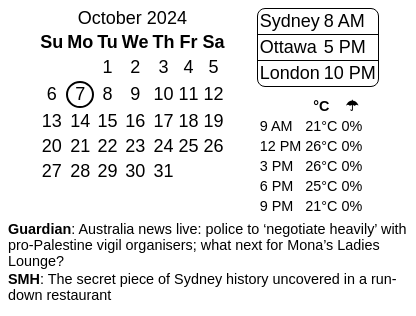 October 2024
Su Mo Tu We Th Fr Sa
1 2 3 4 5
6 7 8 9 10 11 12
13 14 15 16 17 18 19
20 21 22 23 24 25 26
27 28 29 30 31
Sydney 8 AM
Ottawa 5 PM
London 10 PM
°C ☂
9 AM 21°C 0%
12 PM 26°C 0%
3 PM 26°C 0%
6 PM 25°C 0%
9 PM 21°C 0%
Guardian: Australia news live: police to ‘negotiate heavily’ with
pro-Palestine vigil organisers; what next for Mona’s Ladies
Lounge?
SMH: The secret piece of Sydney history uncovered in a run-
down restaurant